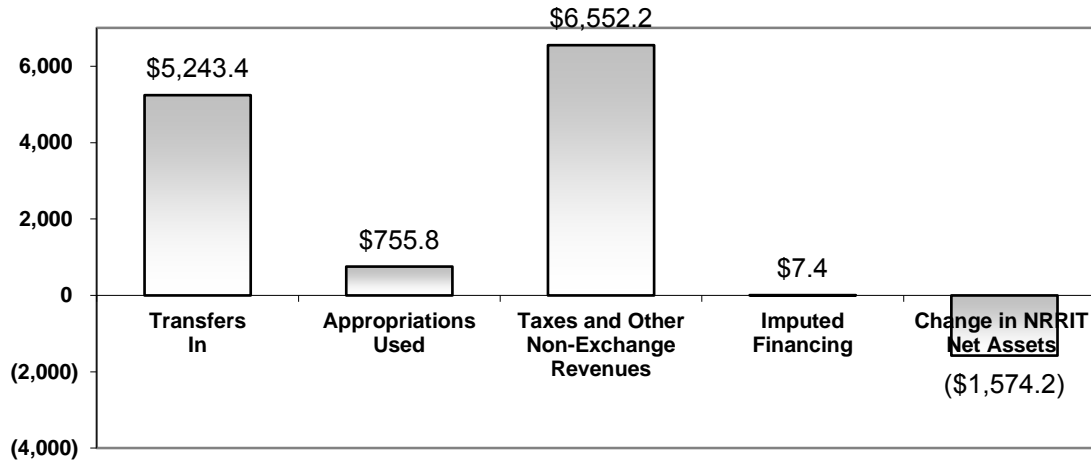 $6,552.2
6,000
$5,243.4
4,000
2,000
$755.8
$7.4
0
Transfers
In
Appropriations
Used
Taxes and Other
Non-Exchange
Revenues
Imputed
Financing
Change in NRRIT
Net Assets
(2,000)
($1,574.2)
(4,000)